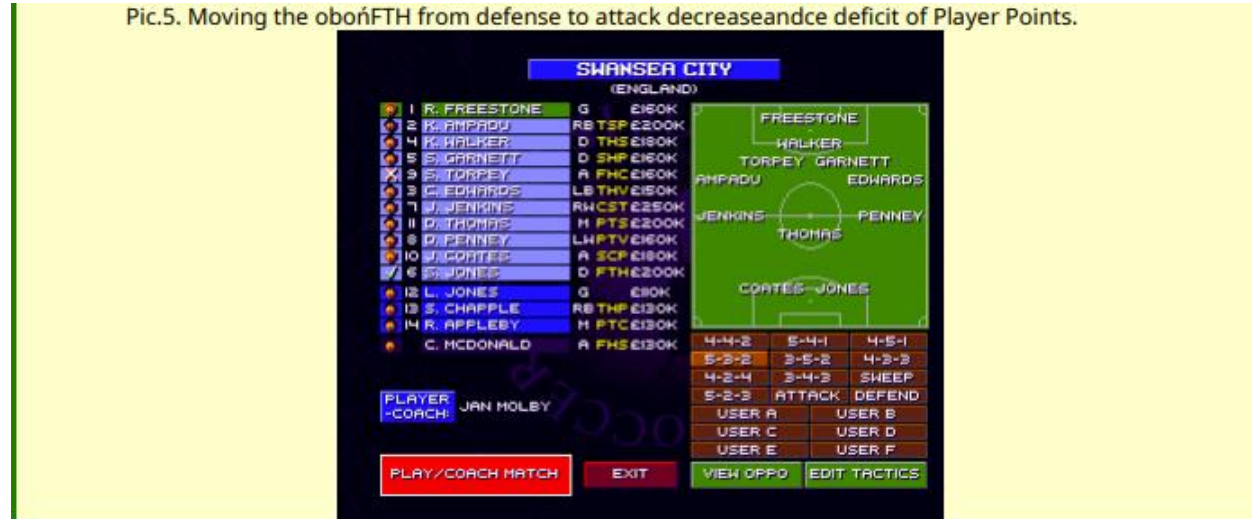 Pic.5. Moving the obońFTH from defense to attack decreaseandce deficit of Player Points.
SWANSEA CITY
(ENGLAND)
1 R. FREESTONE G £160K
2 K. AMPADU RB TSP £200K
4 K. WALKER D THS £180K
5 S. GARNETT D SHP £160K
9 S. TORPEY A FHC £160K
3 C. EDWARDS LB THV £150K
7 J. JENKINS RW CST £250K
11 D. THOMAS M PTS £200K
8 D. PENNEY LW PTV £160K
10 J. COATES A SCP £180K
6 S. JONES D FTH £200K
12 L. JONES G £110K
13 S. CHAPPLE RB THP £130K
14 R. APPLEBY M PTC £130K
C. MCDONALD A FHS £130K
FREESTONE
WALKER
TORPEY GARNETT
AMPADU EDWARDS
JENKINS PENNEY
THOMAS
COATES JONES
4-4-2 5-4-1 4-5-1
5-3-2 3-5-2 4-3-3
4-2-4 3-4-3 SWEEP
5-2-3 ATTACK DEFEND
USER A USER B
USER C USER D
USER E USER F
PLAYER
-COACH: JAN MOLBY
OCCER
PLAY/COACH MATCH EXIT VIEW OPPO EDIT TACTICS